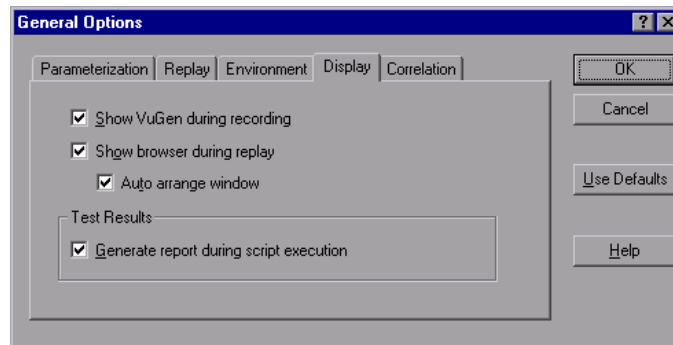 General Options
Parameterization Replay Environment Display Correlation
Show VuGen during recording
Show browser during replay
Auto arrange window
Test Results
Generate report during script execution
OK
Cancel
Use Defaults
Help